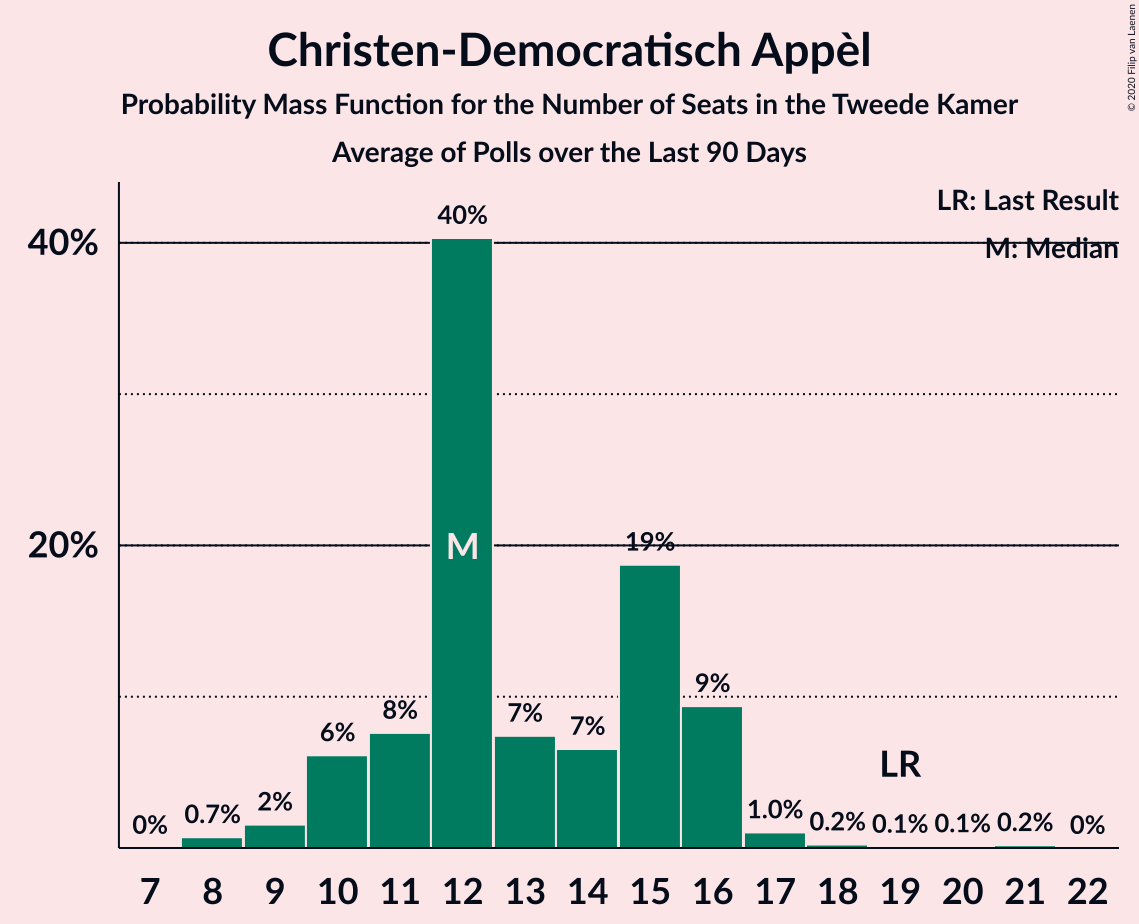 Christen-Democratisch Appèl
Probability Mass Function for the Number of Seats in the Tweede Kamer
Average of Polls over the Last 90 Days
© 2020 Filip van Laenen
LR: Last Result
M: Median
40%
20%
0%
0.7%
2%
6%
8%
40%
M
7%
7%
19%
9%
1.0%
0.2%
LR
0.1%
0.1%
0.2%
0%
7 8 9 10 11 12 13 14 15 16 17 18 19 20 21 22